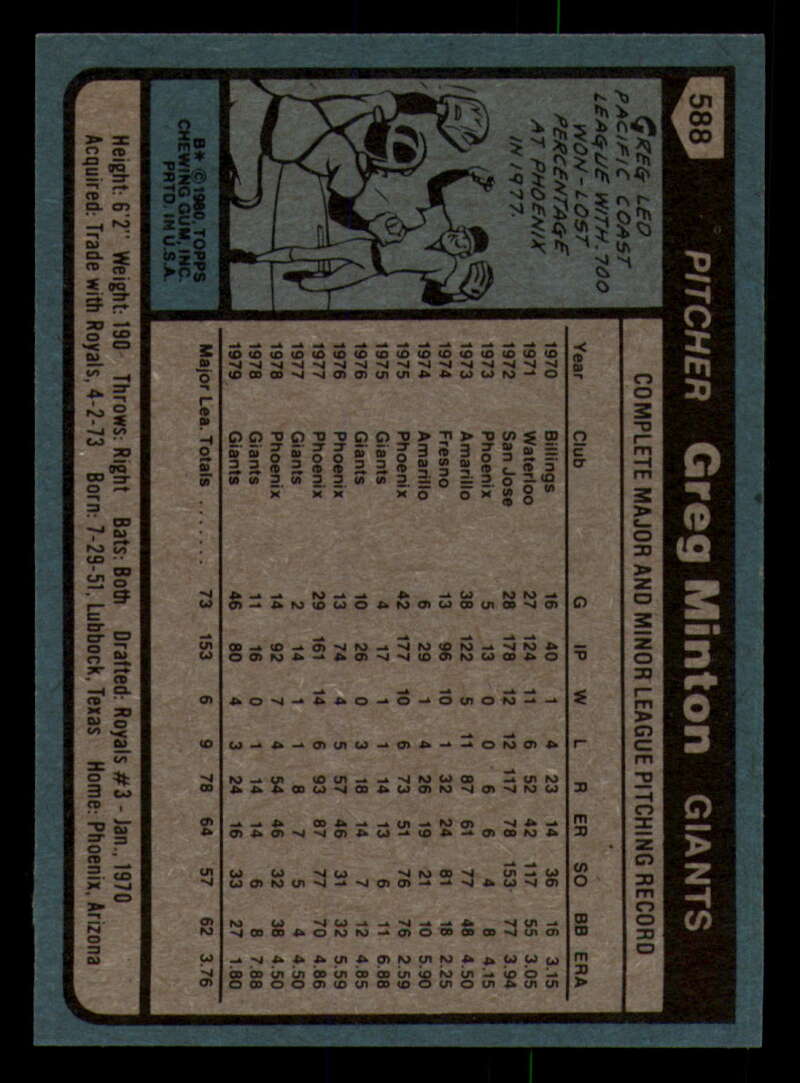 588
PITCHER Greg Minton GIANTS
GREG LED
PACIFIC COAST
LEAGUE WITH .700
WON-LOST
PERCENTAGE
AT PHOENIX
IN 1977.
B* © 1980 TOPPS
CHEWING GUM, INC.
PRTD. IN U.S.A.
COMPLETE MAJOR AND MINOR LEAGUE PITCHING RECORD
Year Club G IP W L R ER SO BB ERA
1970 Billings 16 40 1 4 23 14 36 16 3.15
1971 Waterloo 27 124 11 6 52 42 117 55 3.05
1972 San Jose 28 178 12 12 117 78 153 77 3.94
1973 Phoenix 5 13 0 0 6 6 4 8 4.15
1973 Amarillo 38 122 5 11 87 61 77 48 4.50
1974 Fresno 13 96 10 1 32 24 81 18 2.25
1974 Amarillo 6 29 1 4 26 19 21 10 5.90
1975 Phoenix 42 177 10 6 73 51 76 76 2.59
1975 Giants 4 17 1 1 14 13 6 11 6.88
1976 Giants 10 26 0 3 18 14 7 12 4.85
1976 Phoenix 13 74 4 5 57 46 31 32 5.59
1977 Phoenix 29 161 14 6 93 87 77 70 4.86
1977 Giants 2 14 1 1 8 7 5 4 4.50
1978 Phoenix 14 92 7 4 54 46 32 38 4.50
1978 Giants 11 16 0 1 14 14 6 8 7.88
1979 Giants 46 80 4 3 24 16 33 27 1.80
Major Lea. Totals ....... 73 153 6 9 78 64 57 62 3.76
Height: 6'2" Weight: 190 Throws: Right Bats: Both Drafted: Royals #3 - Jan., 1970
Acquired: Trade with Royals, 4-2-73 Born: 7-29-51, Lubbock, Texas Home: Phoenix, Arizona